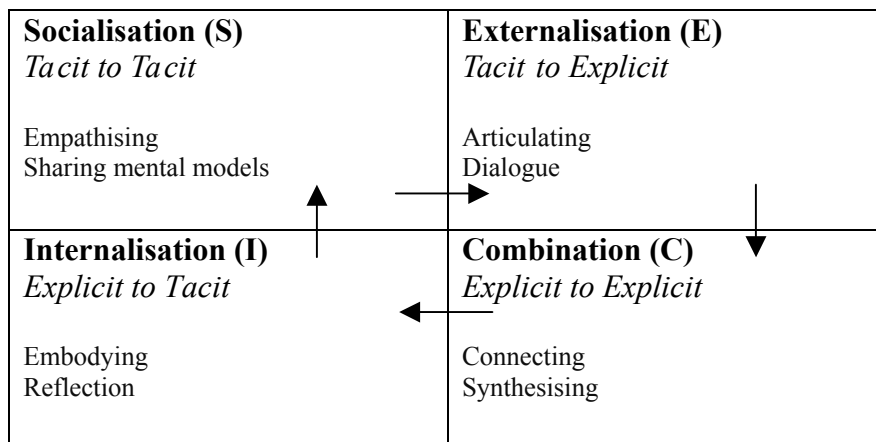 Socialisation (S)
Tacit to Tacit
Empathising
Sharing mental models
Externalisation (E)
Tacit to Explicit
Articulating
Dialogue
Internalisation (I)
Explicit to Tacit
Embodying
Reflection
Combination (C)
Explicit to Explicit
Connecting
Synthesising